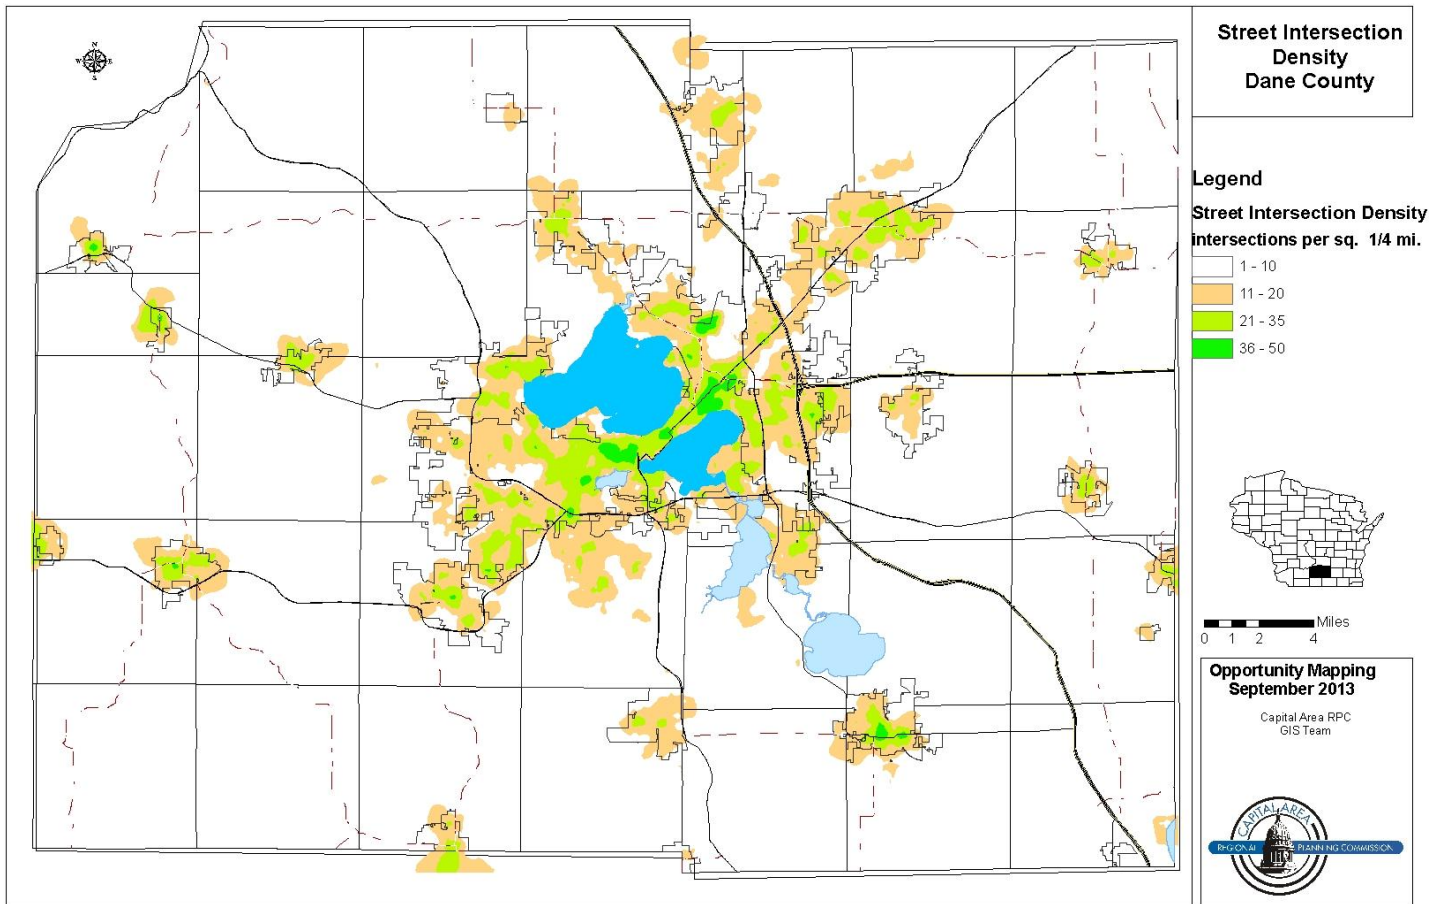 Street Intersection
Density
Dane County
N
W
E
S
Legend
Street Intersection Density
intersections per sq. 1/4 mi.
1 - 10
11 - 20
21 - 35
36 - 50
Miles
0 1 2 4
Opportunity Mapping
September 2013
Capital Area RPC
GIS Team
CAPITAL AREA
REGIONAL PLANNING COMMISSION